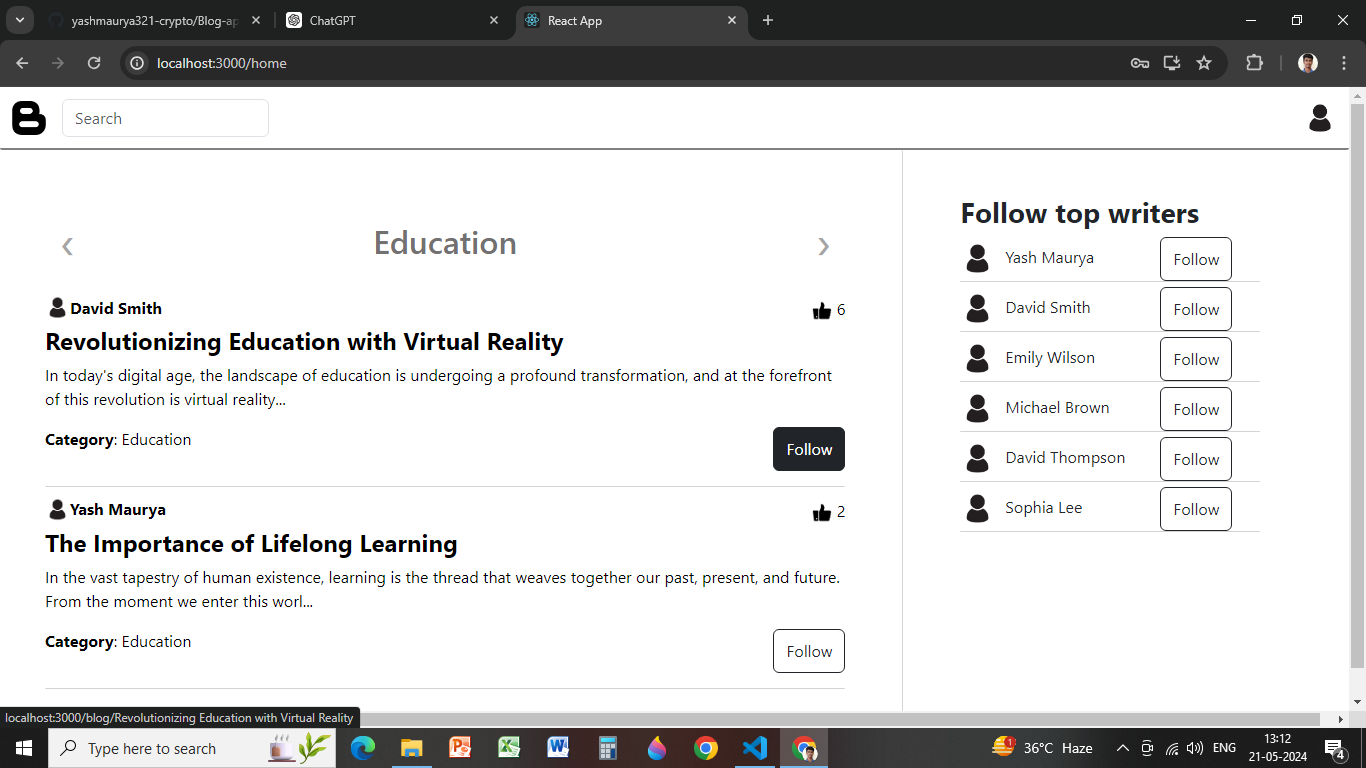 yashmaurya321-crypto/Blog-ap
ChatGPT
React App
localhost:3000/home
Search
Education
David Smith
6
Revolutionizing Education with Virtual Reality
In today's digital age, the landscape of education is undergoing a profound transformation, and at the forefront
of this revolution is virtual reality...
Category: Education
Follow
Yash Maurya
2
The Importance of Lifelong Learning
In the vast tapestry of human existence, learning is the thread that weaves together our past, present, and future.
From the moment we enter this worl...
Category: Education
Follow
Follow top writers
Yash Maurya Follow
David Smith Follow
Emily Wilson Follow
Michael Brown Follow
David Thompson Follow
Sophia Lee Follow
localhost:3000/blog/Revolutionizing Education with Virtual Reality
Type here to search
1
36°C Haze
ENG
13:12
21-05-2024
4